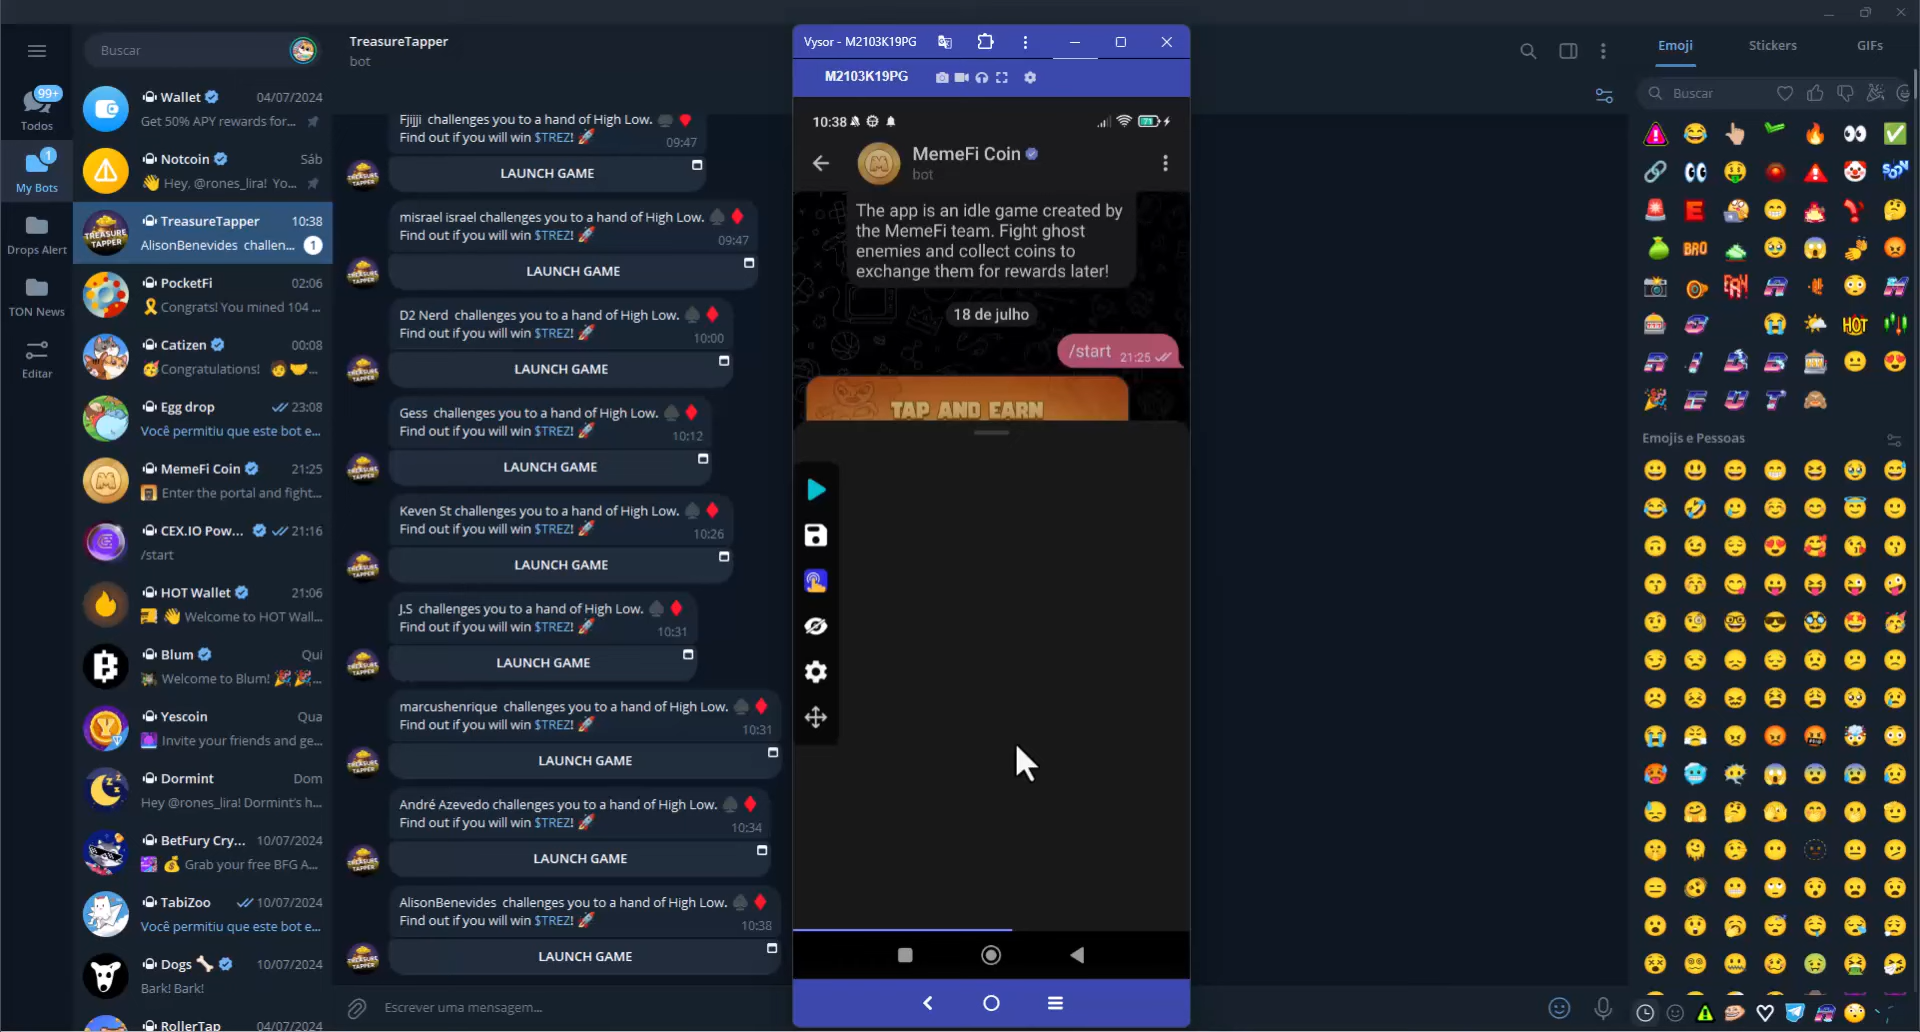 Buscar
99+
Todos
1
My Bots
Drops Alert
TON News
Editar
Wallet 04/07/2024
Get 50% APY rewards for...
Notcoin Sáb
Hey, @rones_lira! Yo...
TreasureTapper 10:38
AlisonBenevides challen... 1
PocketFi 02:06
Congrats! You mined 104 ...
Catizen 00:08
Congratulations!
Egg drop 23:08
Você permitiu que este bot e...
MemeFi Coin 21:25
Enter the portal and fight...
CEX.IO Pow... 21:16
/start
HOT Wallet 21:06
Welcome to HOT Wall...
Blum Qui
Welcome to Blum!
Yescoin Qua
Invite your friends and ge...
Dormint Dom
Hey @rones_lira! Dormint's h...
BetFury Cry... 10/07/2024
Grab your free BFG A...
TabiZoo 10/07/2024
Você permitiu que este bot e...
Dogs 10/07/2024
Bark! Bark!
RollerTap 04/07/2024
TreasureTapper
bot
Fjijji challenges you to a hand of High Low.
Find out if you will win $TREZ! 09:47
LAUNCH GAME
misrael israel challenges you to a hand of High Low.
Find out if you will win $TREZ! 09:47
LAUNCH GAME
D2 Nerd challenges you to a hand of High Low.
Find out if you will win $TREZ! 10:00
LAUNCH GAME
Gess challenges you to a hand of High Low.
Find out if you will win $TREZ! 10:12
LAUNCH GAME
Keven St challenges you to a hand of High Low.
Find out if you will win $TREZ! 10:26
LAUNCH GAME
J.S challenges you to a hand of High Low.
Find out if you will win $TREZ! 10:31
LAUNCH GAME
marcushenrique challenges you to a hand of High Low.
Find out if you will win $TREZ! 10:31
LAUNCH GAME
André Azevedo challenges you to a hand of High Low.
Find out if you will win $TREZ! 10:34
LAUNCH GAME
AlisonBenevides challenges you to a hand of High Low.
Find out if you will win $TREZ! 10:38
LAUNCH GAME
Escrever uma mensagem...
Vysor - M2103K19PG
M2103K19PG
10:38
MemeFi Coin
bot
The app is an idle game created by
the MemeFi team. Fight ghost
enemies and collect coins to
exchange them for rewards later!
18 de julho
/start 21:25
TAP AND EARN
Emoji Stickers GIFs
Buscar
Emojis e Pessoas